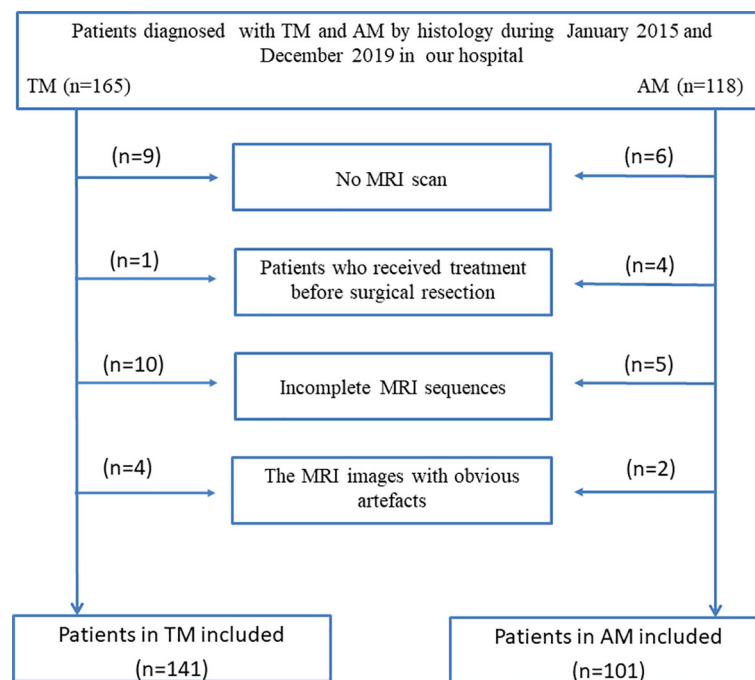 Patients diagnosed with TM and AM by histology during January 2015 and
December 2019 in our hospital
TM (n=165) AM (n=118)
(n=9) (n=6)
No MRI scan
(n=1) (n=4)
Patients who received treatment
before surgical resection
(n=10) (n=5)
Incomplete MRI sequences
(n=4) (n=2)
The MRI images with obvious
artefacts
Patients in TM included
(n=141)
Patients in AM included
(n=101)